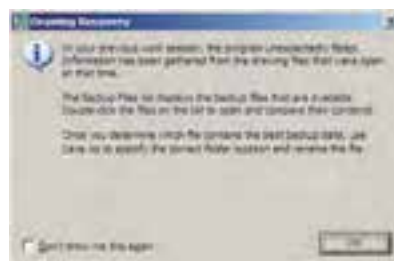 Drawing Recovery
In your previous work session, the program unexpectedly failed.
Information has been gathered from the drawing files that were open
at that time.
The Backup Files list displays the backup files that are available.
Double-click the files on the list to open and compare their contents.
Once you determine which file contains the best backup data, use
Save As to specify the correct folder location and rename the file.
Don't show me this again
OK